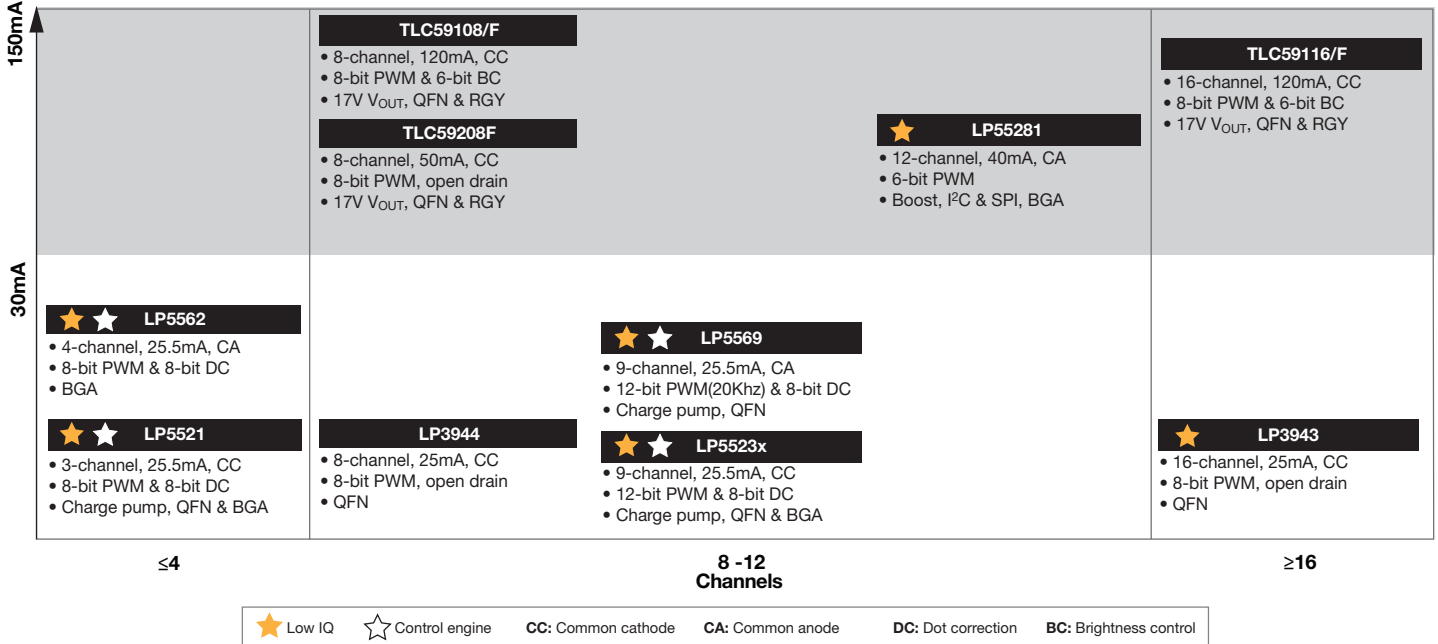 150mA
30mA
TLC59108/F
• 8-channel, 120mA, CC
• 8-bit PWM & 6-bit BC
• 17V VOUT, QFN & RGY
TLC59208F
• 8-channel, 50mA, CC
• 8-bit PWM, open drain
• 17V VOUT, QFN & RGY
LP55281
• 12-channel, 40mA, CA
• 6-bit PWM
• Boost, I²C & SPI, BGA
TLC59116/F
• 16-channel, 120mA, CC
• 8-bit PWM & 6-bit BC
• 17V VOUT, QFN & RGY
LP5562
• 4-channel, 25.5mA, CA
• 8-bit PWM & 8-bit DC
• BGA
LP5521
• 3-channel, 25.5mA, CC
• 8-bit PWM & 8-bit DC
• Charge pump, QFN & BGA
LP3944
• 8-channel, 25mA, CC
• 8-bit PWM, open drain
• QFN
LP5569
• 9-channel, 25.5mA, CA
• 12-bit PWM(20Khz) & 8-bit DC
• Charge pump, QFN
LP5523x
• 9-channel, 25.5mA, CC
• 12-bit PWM & 8-bit DC
• Charge pump, QFN & BGA
LP3943
• 16-channel, 25mA, CC
• 8-bit PWM, open drain
• QFN
≤4
8 -12
≥16
Channels
Low IQ Control engine CC: Common cathode CA: Common anode DC: Dot correction BC: Brightness control